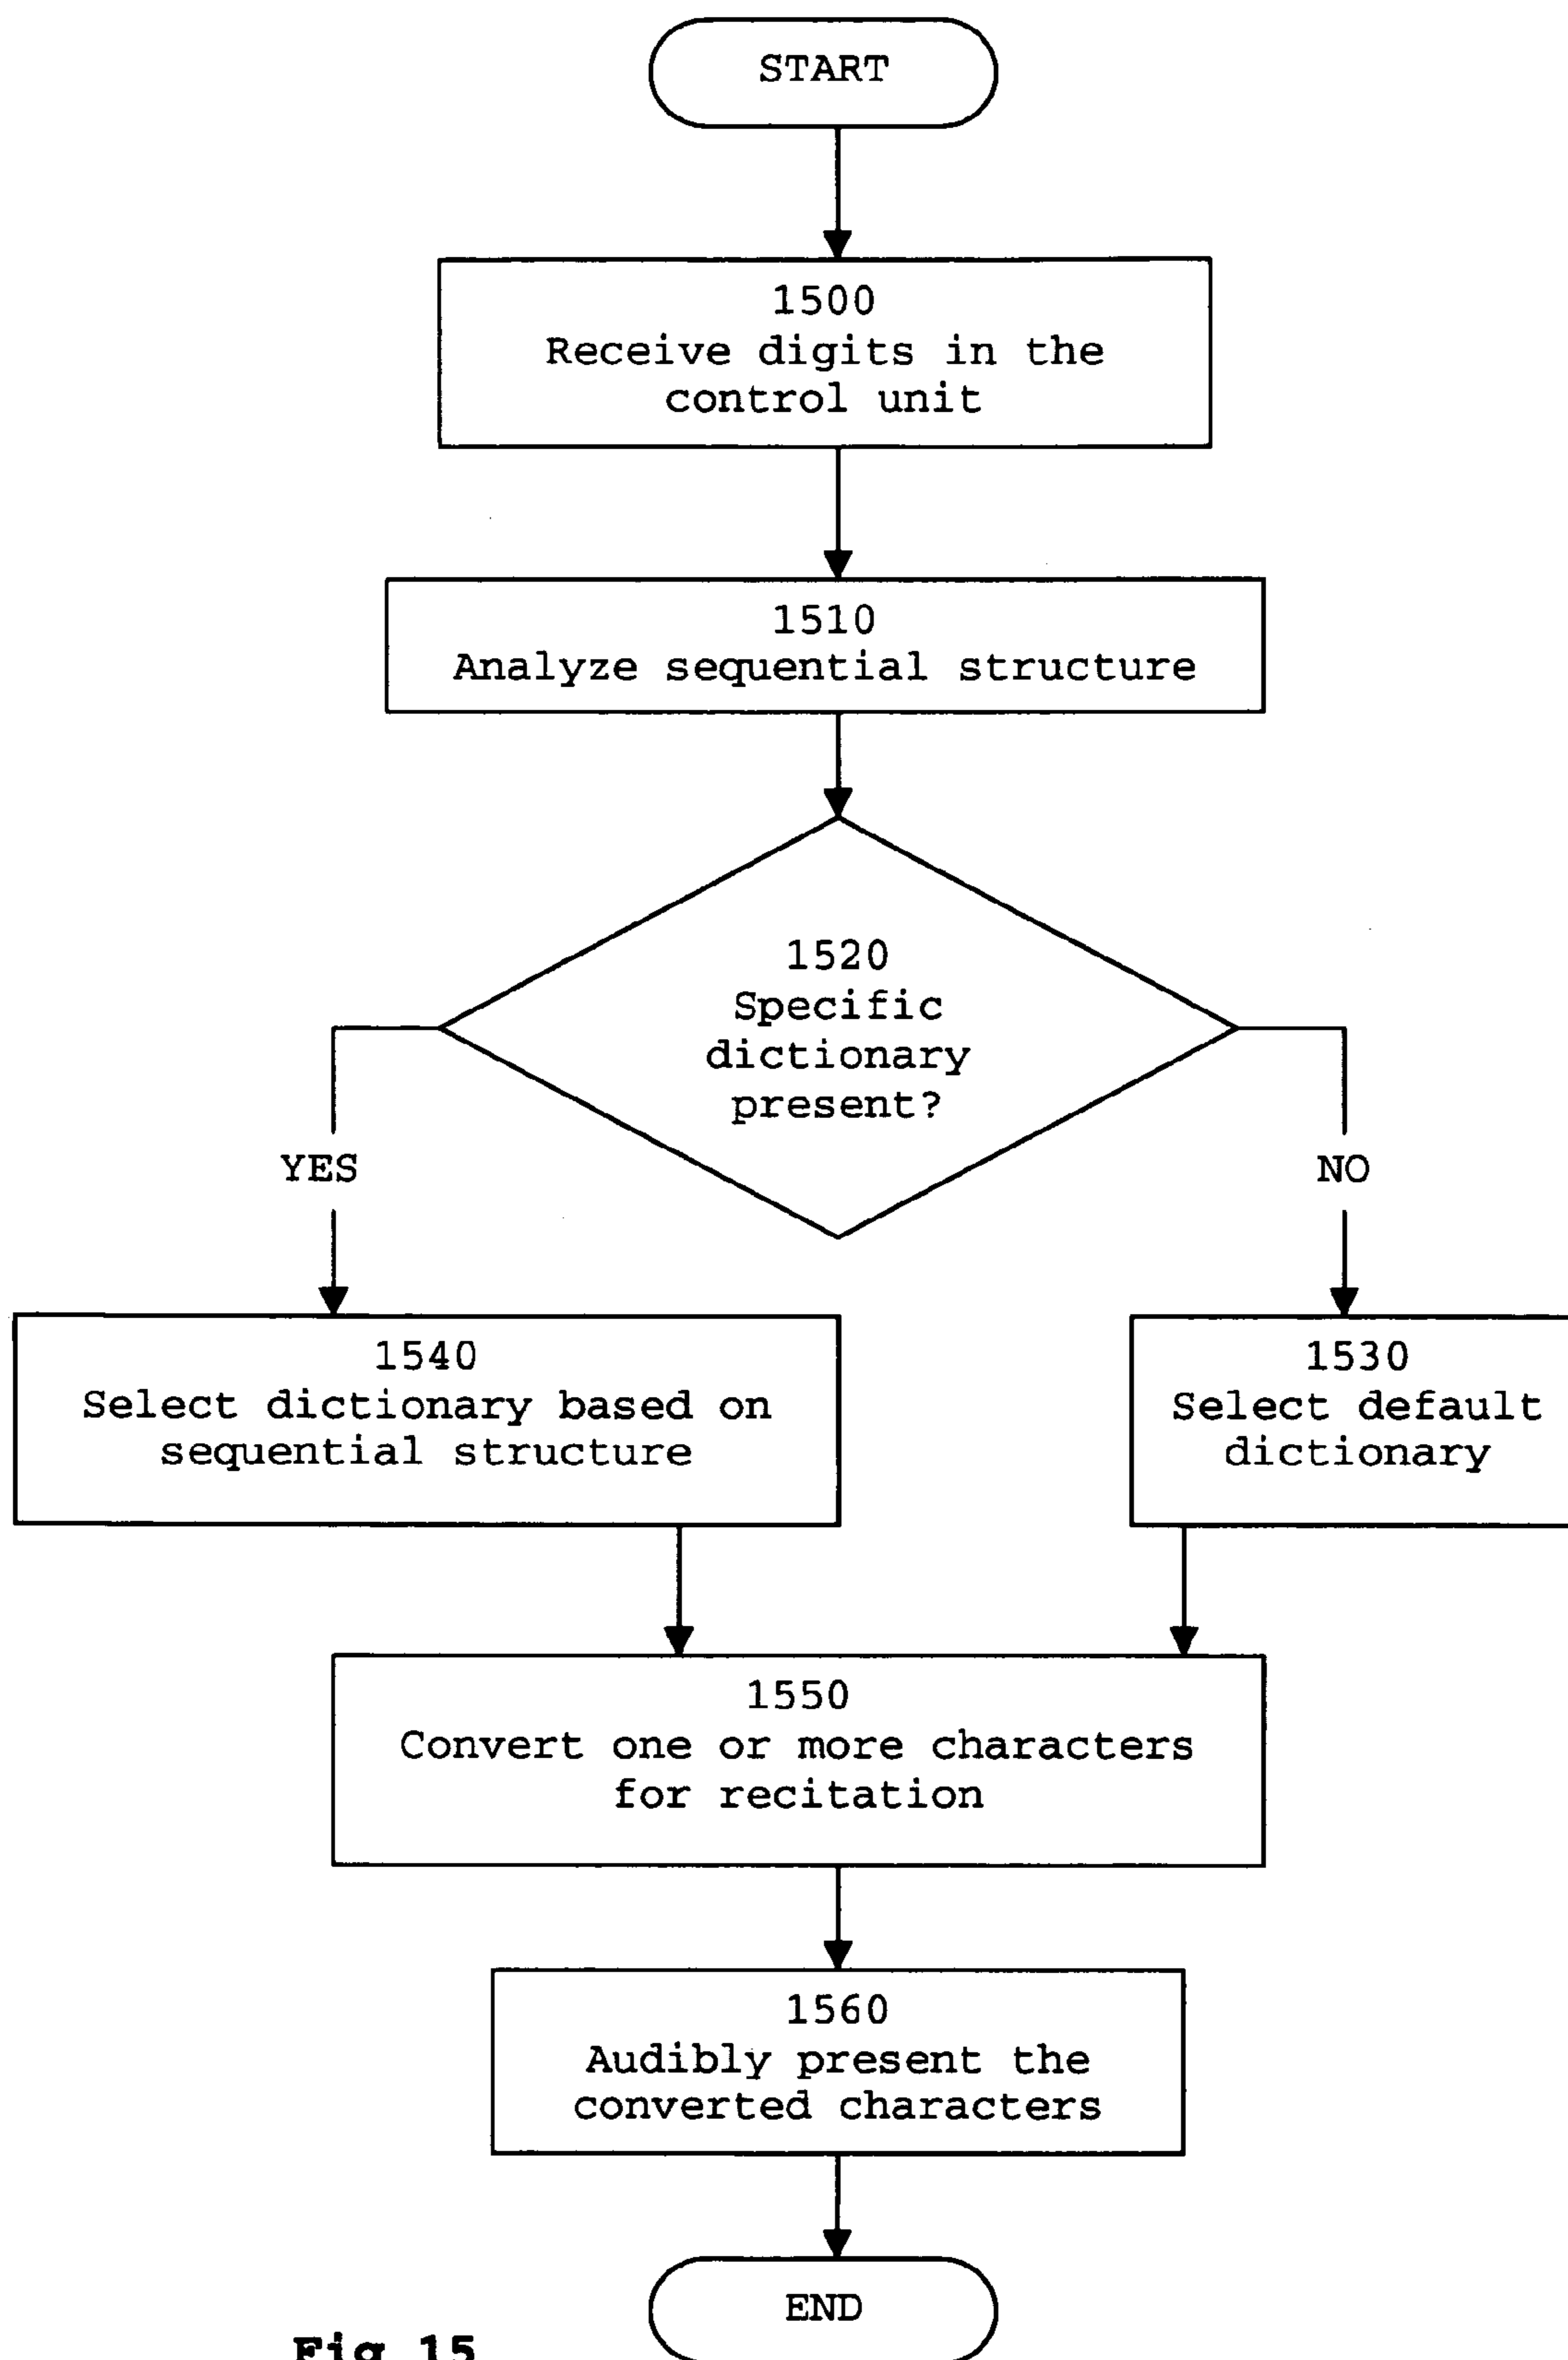 START
1500
Receive digits in the
control unit
1510
Analyze sequential structure
1520
Specific
dictionary
present?
YES
NO
1540
Select dictionary based on
sequential structure
1530
Select default
dictionary
1550
Convert one or more characters
for recitation
1560
Audibly present the
converted characters
END
Fig 15